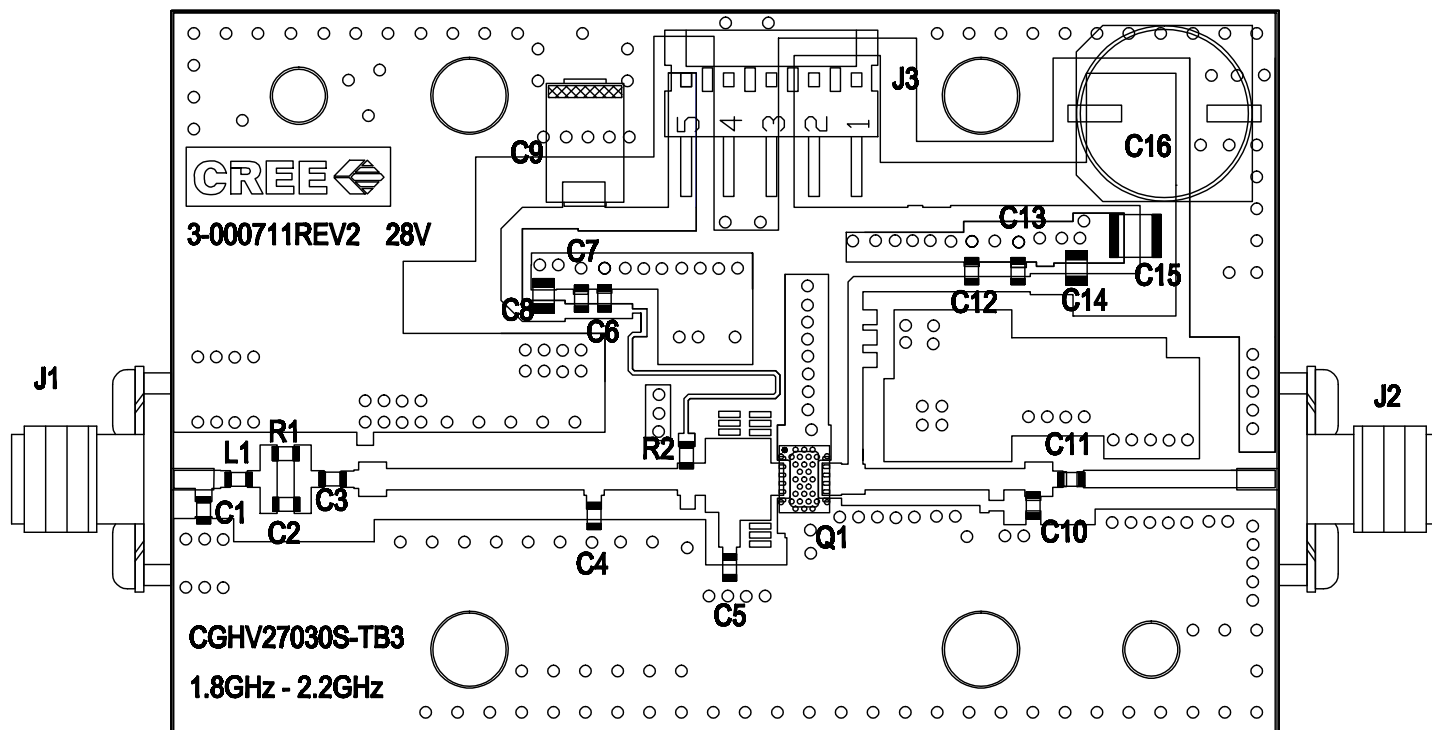 J3
5 4 3 2 1
C9
C16
CREE
3-000711REV2 28V
C13
C7
C15
C8
C6
C12
C14
J1
J2
R1
L1
R2
C11
C3
C1
C2
Q1
C10
C4
C5
CGHV27030S-TB3
1.8GHz - 2.2GHz